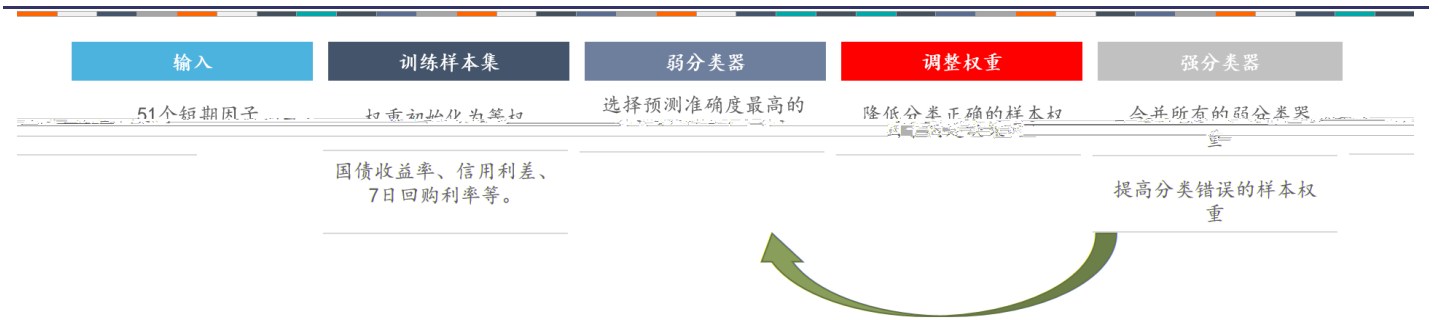 输入
训练样本集
弱分类器
调整权重
强分类器
51个短期因子
权重初始化为等权
选择预测准确度最高的
降低分类正确的样本权
合并所有的弱分类器
重
国债收益率、信用利差、
7日回购利率等。
提高分类错误的样本权
重